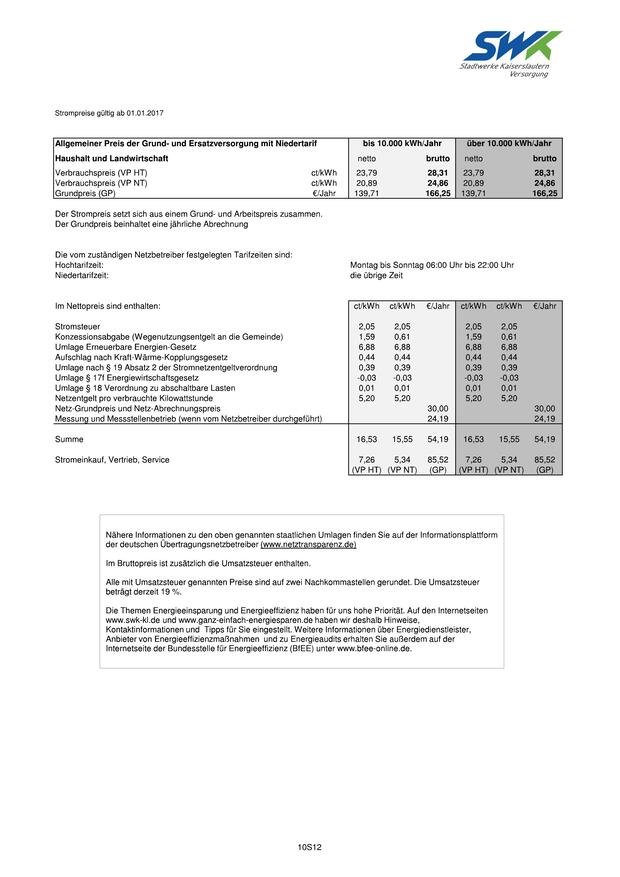 SWK
Stadtwerke Kaiserslautern
Versorgung
Strompreise gültig ab 01.01.2017
Allgemeiner Preis der Grund- und Ersatzversorgung mit Niedertarif bis 10.000 kWh/Jahr über 10.000 kWh/Jahr
Haushalt und Landwirtschaft netto brutto netto brutto
Verbrauchspreis (VP HT) ct/kWh 23,79 28,31 23,79 28,31
Verbrauchspreis (VP NT) ct/kWh 20,89 24,86 20,89 24,86
Grundpreis (GP) €/Jahr 139,71 166,25 139,71 166,25
Der Strompreis setzt sich aus einem Grund- und Arbeitspreis zusammen.
Der Grundpreis beinhaltet eine jährliche Abrechnung
Die vom zuständigen Netzbetreiber festgelegten Tarifzeiten sind:
Hochtarifzeit: Montag bis Sonntag 06:00 Uhr bis 22:00 Uhr
Niedertarifzeit: die übrige Zeit
Im Nettopreis sind enthalten: ct/kWh ct/kWh €/Jahr ct/kWh ct/kWh €/Jahr
Stromsteuer 2,05 2,05 2,05 2,05
Konzessionsabgabe (Wegenutzungsentgelt an die Gemeinde) 1,59 0,61 1,59 0,61
Umlage Erneuerbare Energien-Gesetz 6,88 6,88 6,88 6,88
Aufschlag nach Kraft-Wärme-Kopplungsgesetz 0,44 0,44 0,44 0,44
Umlage nach § 19 Absatz 2 der Stromnetzentgeltverordnung 0,39 0,39 0,39 0,39
Umlage § 17f Energiewirtschaftsgesetz -0,03 -0,03 -0,03 -0,03
Umlage § 18 Verordnung zu abschaltbare Lasten 0,01 0,01 0,01 0,01
Netzentgelt pro verbrauchte Kilowattstunde 5,20 5,20 5,20 5,20
Netz-Grundpreis und Netz-Abrechnungspreis 30,00 30,00
Messung und Messstellenbetrieb (wenn vom Netzbetreiber durchgeführt) 24,19 24,19
Summe 16,53 15,55 54,19 16,53 15,55 54,19
Stromeinkauf, Vertrieb, Service 7,26 5,34 85,52 7,26 5,34 85,52
(VP HT) (VP NT) (GP) (VP HT) (VP NT) (GP)
Nähere Informationen zu den oben genannten staatlichen Umlagen finden Sie auf der Informationsplattform
der deutschen Übertragungsnetzbetreiber (www.netztransparenz.de)
Im Bruttopreis ist zusätzlich die Umsatzsteuer enthalten.
Alle mit Umsatzsteuer genannten Preise sind auf zwei Nachkommastellen gerundet. Die Umsatzsteuer
beträgt derzeit 19 %.
Die Themen Energieeinsparung und Energieeffizienz haben für uns hohe Priorität. Auf den Internetseiten
www.swk-kl.de und www.ganz-einfach-energiesparen.de haben wir deshalb Hinweise,
Kontaktinformationen und Tipps für Sie eingestellt. Weitere Informationen über Energiedienstleister,
Anbieter von Energieeffizienzmaßnahmen und zu Energieaudits erhalten Sie außerdem auf der
Internetseite der Bundesstelle für Energieeffizienz (BfEE) unter www.bfee-online.de.
10S12